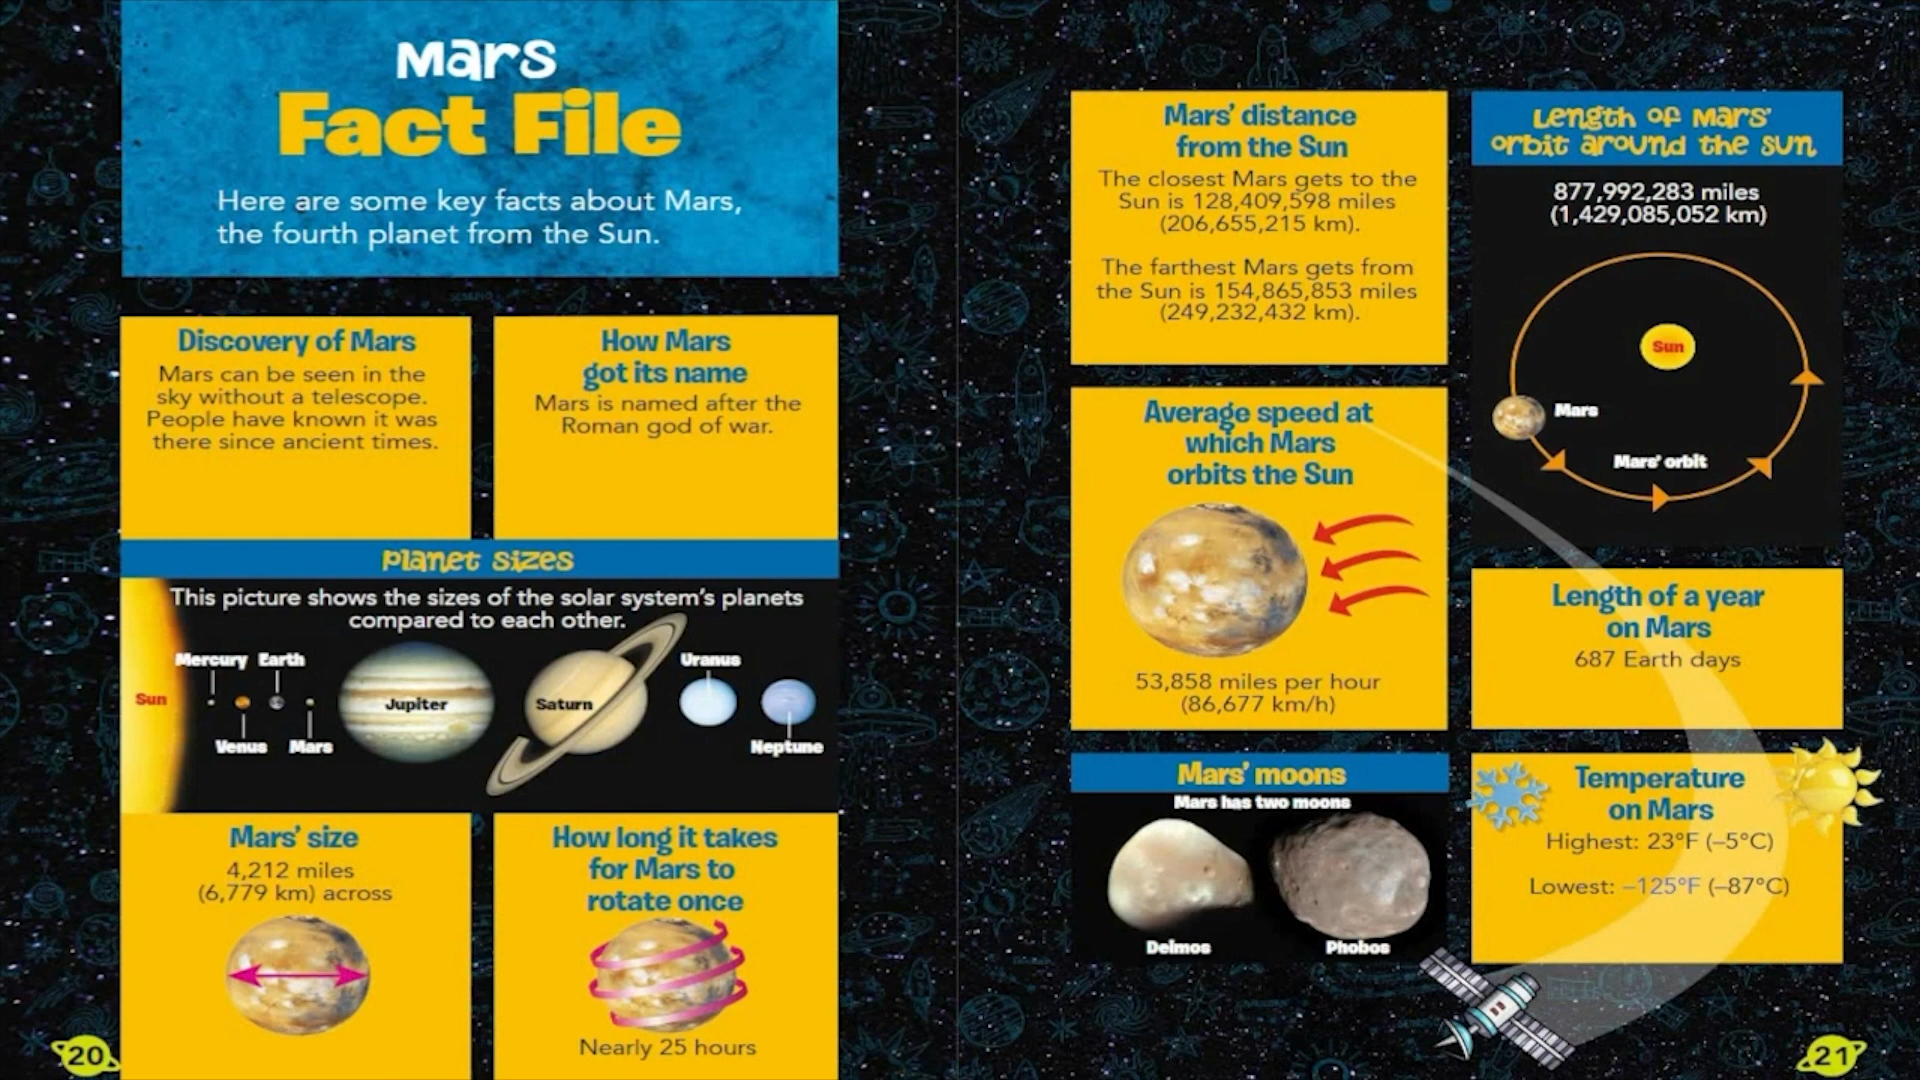 Mars
Fact File
Here are some key facts about Mars,
the fourth planet from the Sun.
Discovery of Mars
Mars can be seen in the
sky without a telescope.
People have known it was
there since ancient times.
How Mars
got its name
Mars is named after the
Roman god of war.
Planet sizes
This picture shows the sizes of the solar system's planets
compared to each other.
Mercury
Earth
Uranus
Sun
Jupiter
Saturn
Venus
Mars
Neptune
Mars' size
4,212 miles
(6,779 km) across
How long it takes
for Mars to
rotate once
Nearly 25 hours
20
Mars' distance
from the Sun
The closest Mars gets to the
Sun is 128,409,598 miles
(206,655,215 km).
The farthest Mars gets from
the Sun is 154,865,853 miles
(249,232,432 km).
Length of Mars'
orbit around the Sun
877,992,283 miles
(1,429,085,052 km)
Sun
Mars
Mars' orbit
Average speed at
which Mars
orbits the Sun
53,858 miles per hour
(86,677 km/h)
Length of a year
on Mars
687 Earth days
Mars' moons
Mars has two moons
Deimos
Phobos
Temperature
on Mars
Highest: 23°F (–5°C)
Lowest: –125°F (–87°C)
21